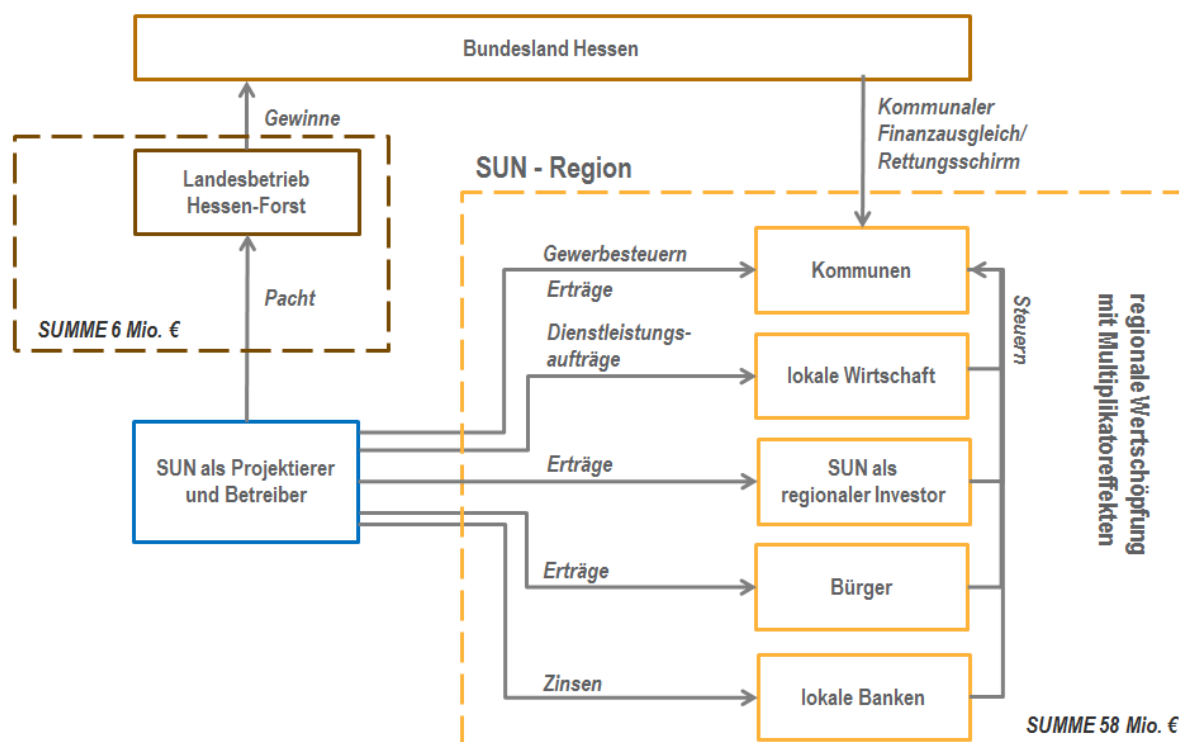 Bundesland Hessen
Gewinne
Kommunaler
Finanzausgleich/
Rettungsschirm
Landesbetrieb
Hessen-Forst
SUN - Region
Pacht
SUMME 6 Mio. €
Gewerbesteuern
Erträge
Kommunen
Dienstleistungs-
aufträge
lokale Wirtschaft
Steuern
regionale Wertschöpfung
mit Multiplikatoreffekten
SUN als Projektierer
und Betreiber
Erträge
SUN als
regionaler Investor
Erträge
Bürger
Zinsen
lokale Banken
SUMME 58 Mio. €